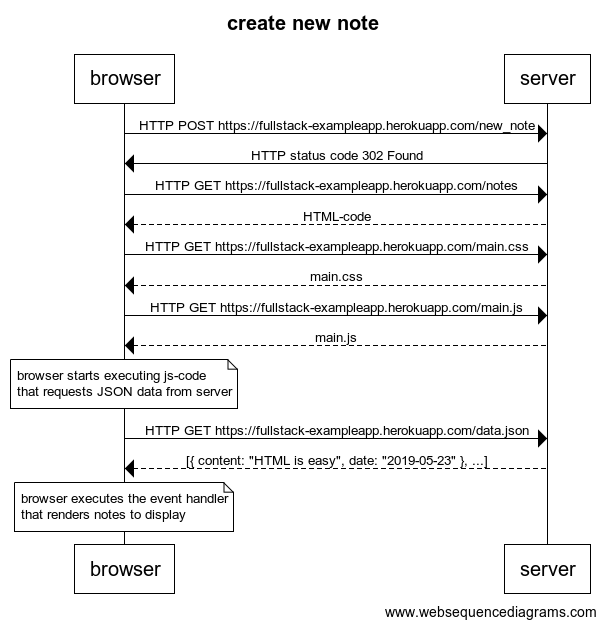 create new note
browser
server
HTTP POST https://fullstack-exampleapp.herokuapp.com/new_note
HTTP status code 302 Found
HTTP GET https://fullstack-exampleapp.herokuapp.com/notes
HTML-code
HTTP GET https://fullstack-exampleapp.herokuapp.com/main.css
main.css
HTTP GET https://fullstack-exampleapp.herokuapp.com/main.js
main.js
browser starts executing js-code
that requests JSON data from server
HTTP GET https://fullstack-exampleapp.herokuapp.com/data.json
[{ content: "HTML is easy", date: "2019-05-23" }, ...]
browser executes the event handler
that renders notes to display
browser
server
www.websequencediagrams.com